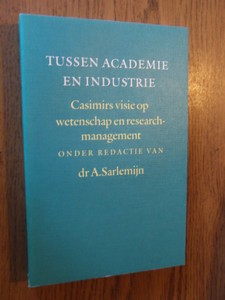 TUSSEN ACADEMIE
EN INDUSTRIE
Casimirs visie op
wetenschap en research-
management
ONDER REDACTIE VAN
dr A.Sarlemijn